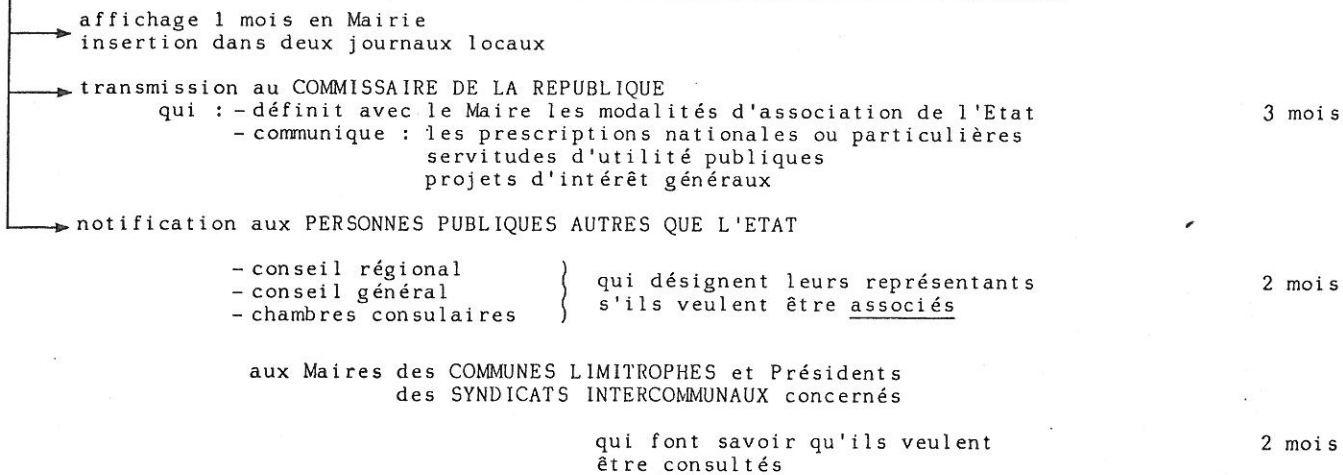 affichage 1 mois en Mairie
insertion dans deux journaux locaux
transmission au COMMISSAIRE DE LA REPUBLIQUE
qui : - définit avec le Maire les modalités d'association de l'Etat 3 mois
- communique : les prescriptions nationales ou particulières
servitudes d'utilité publiques
projets d'intérêt généraux
notification aux PERSONNES PUBLIQUES AUTRES QUE L'ETAT
- conseil régional
- conseil général
- chambres consulaires
qui désignent leurs représentants 2 mois
s'ils veulent être associés
aux Maires des COMMUNES LIMITROPHES et Présidents
des SYNDICATS INTERCOMMUNAUX concernés
qui font savoir qu'ils veulent 2 mois
être consultés